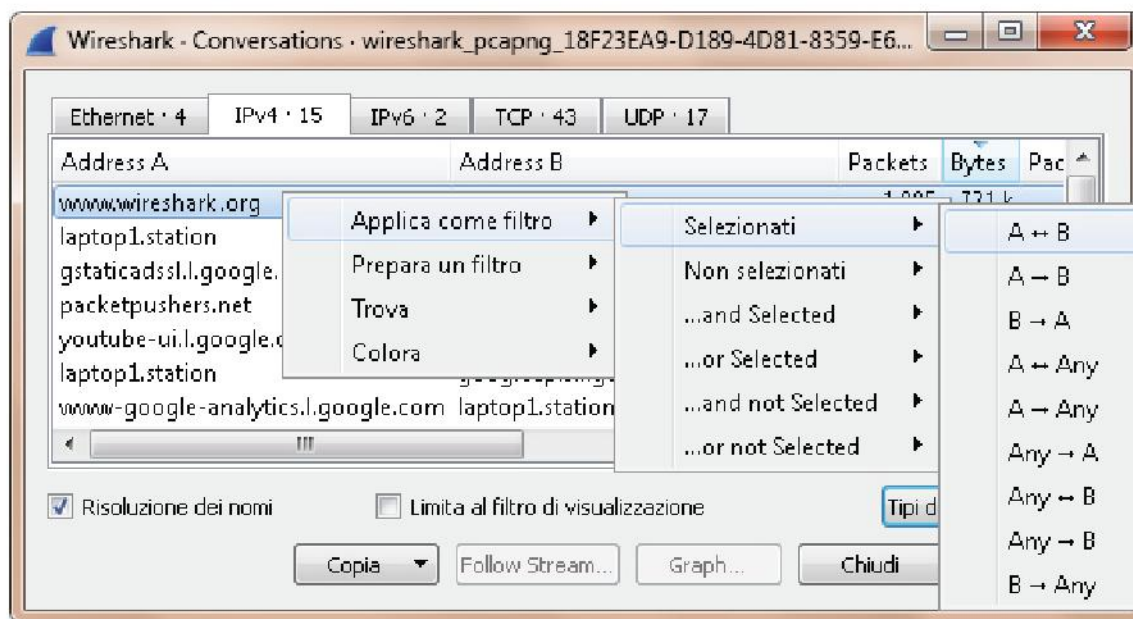 Wireshark - Conversations · wireshark_pcapng_18F23EA9-D189-4D81-8359-E6...
Ethernet · 4 IPv4 · 15 IPv6 · 2 TCP · 43 UDP · 17
Address A Address B Packets Bytes Pac
www.wireshark.org
laptop1.station
gstaticadssl.l.google.
packetpushers.net
youtube-ui.l.google.c
laptop1.station
www-google-analytics.l.google.com laptop1.station
Applica come filtro
Prepara un filtro
Trova
Colora
Selezionati
Non selezionati
...and Selected
...or Selected
...and not Selected
...or not Selected
A ↔ B
A → B
B → A
A ↔ Any
A → Any
Any → A
Any ↔ B
Any → B
B → Any
Risoluzione dei nomi Limita al filtro di visualizzazione Tipi d
Copia Follow Stream... Graph... Chiudi